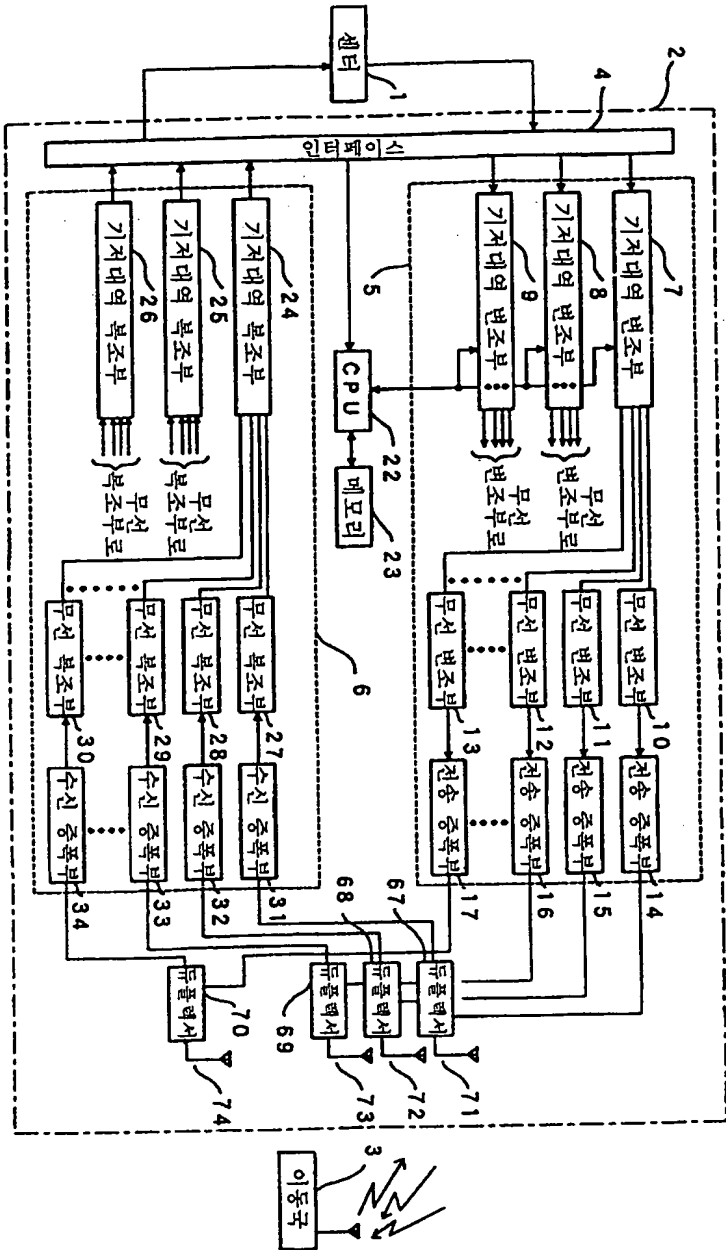 2
4
센터
1
인터페이스
7
기저대역 변조부
8
기저대역 변조부
9
기저대역 변조부
5
무선
변조부로
무선
변조부로
무선 변조부
10
무선 변조부
11
무선 변조부
12
무선 변조부
13
전송 증폭부
14
전송 증폭부
15
전송 증폭부
16
전송 증폭부
17
CPU
22
메모리
23
24
기저대역 복조부
25
기저대역 복조부
26
기저대역 복조부
6
무선
복조부로
무선
복조부로
무선 복조부
27
무선 복조부
28
무선 복조부
29
무선 복조부
30
수신 증폭부
31
수신 증폭부
32
수신 증폭부
33
수신 증폭부
34
67
듀플렉서
71
68
듀플렉서
72
69
듀플렉서
73
듀플렉서
70
74
3
이동국